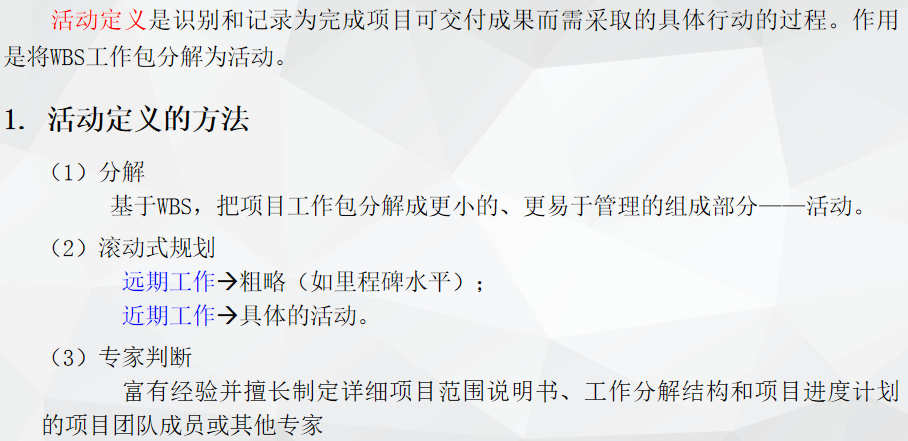 活动定义是识别和记录为完成项目可交付成果而需采取的具体行动的过程。作用
是将WBS工作包分解为活动。
1. 活动定义的方法
（1）分解
基于WBS，把项目工作包分解成更小的、更易于管理的组成部分——活动。
（2）滚动式规划
远期工作→粗略（如里程碑水平）；
近期工作→具体的活动。
（3）专家判断
富有经验并擅长制定详细项目范围说明书、工作分解结构和项目进度计划
的项目团队成员或其他专家